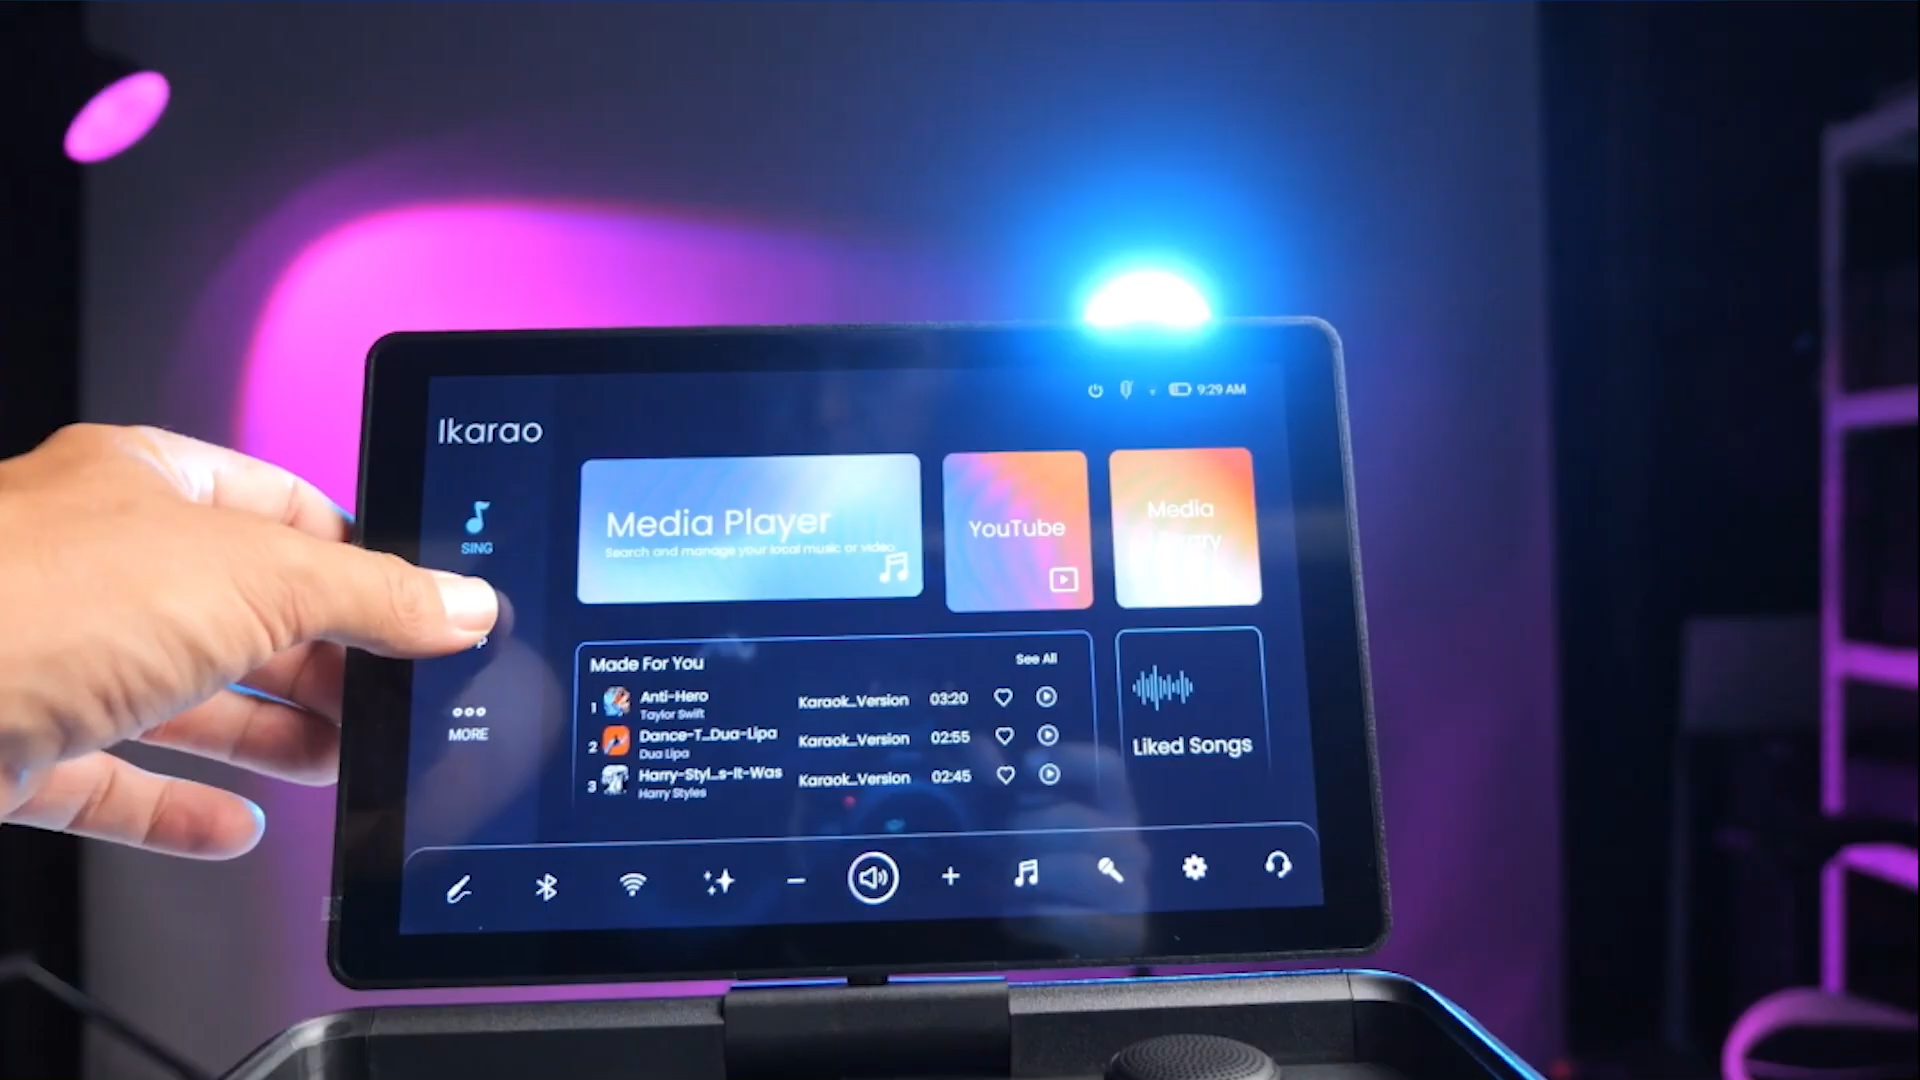 9:29 AM
Ikarao
SING
MORE
Media Player
Search and manage your local music or video
YouTube
Media
Made For You
See All
1 Anti-Hero Karaok...Version 03:20
Taylor Swift
2 Dance-T...Dua-Lipa Karaok...Version 02:55
Dua Lipa
3 Harry-Styl...s-It-Was Karaok...Version 02:45
Harry Styles
Liked Songs